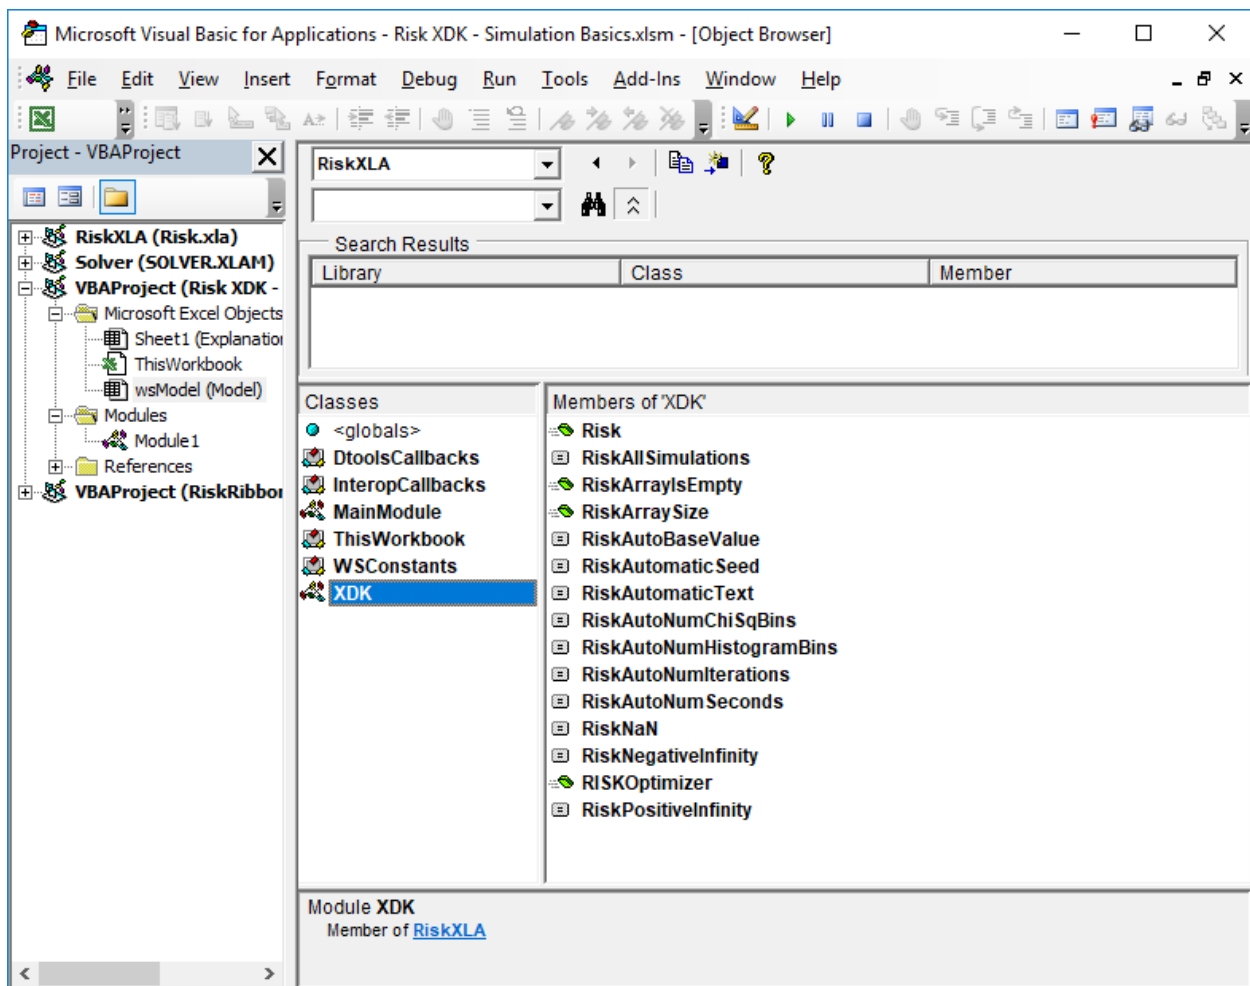 Microsoft Visual Basic for Applications - Risk XDK - Simulation Basics.xlsm - [Object Browser]
File Edit View Insert Format Debug Run Tools Add-Ins Window Help
Project - VBAProject
RiskXLA (Risk.xla)
Solver (SOLVER.XLAM)
VBAProject (Risk XDK -
Microsoft Excel Objects
Sheet1 (Explanation
ThisWorkbook
wsModel (Model)
Modules
Module1
References
VBAProject (RiskRibbon
RiskXLA
Search Results
Library Class Member
Classes
<globals>
DtoolsCallbacks
InteropCallbacks
MainModule
ThisWorkbook
WSConstants
XDK
Members of 'XDK'
Risk
RiskAllSimulations
RiskArrayIsEmpty
RiskArraySize
RiskAutoBaseValue
RiskAutomaticSeed
RiskAutomaticText
RiskAutoNumChiSqBins
RiskAutoNumHistogramBins
RiskAutoNumIterations
RiskAutoNumSeconds
RiskNaN
RiskNegativeInfinity
RISKOptimizer
RiskPositiveInfinity
Module XDK
Member of RiskXLA